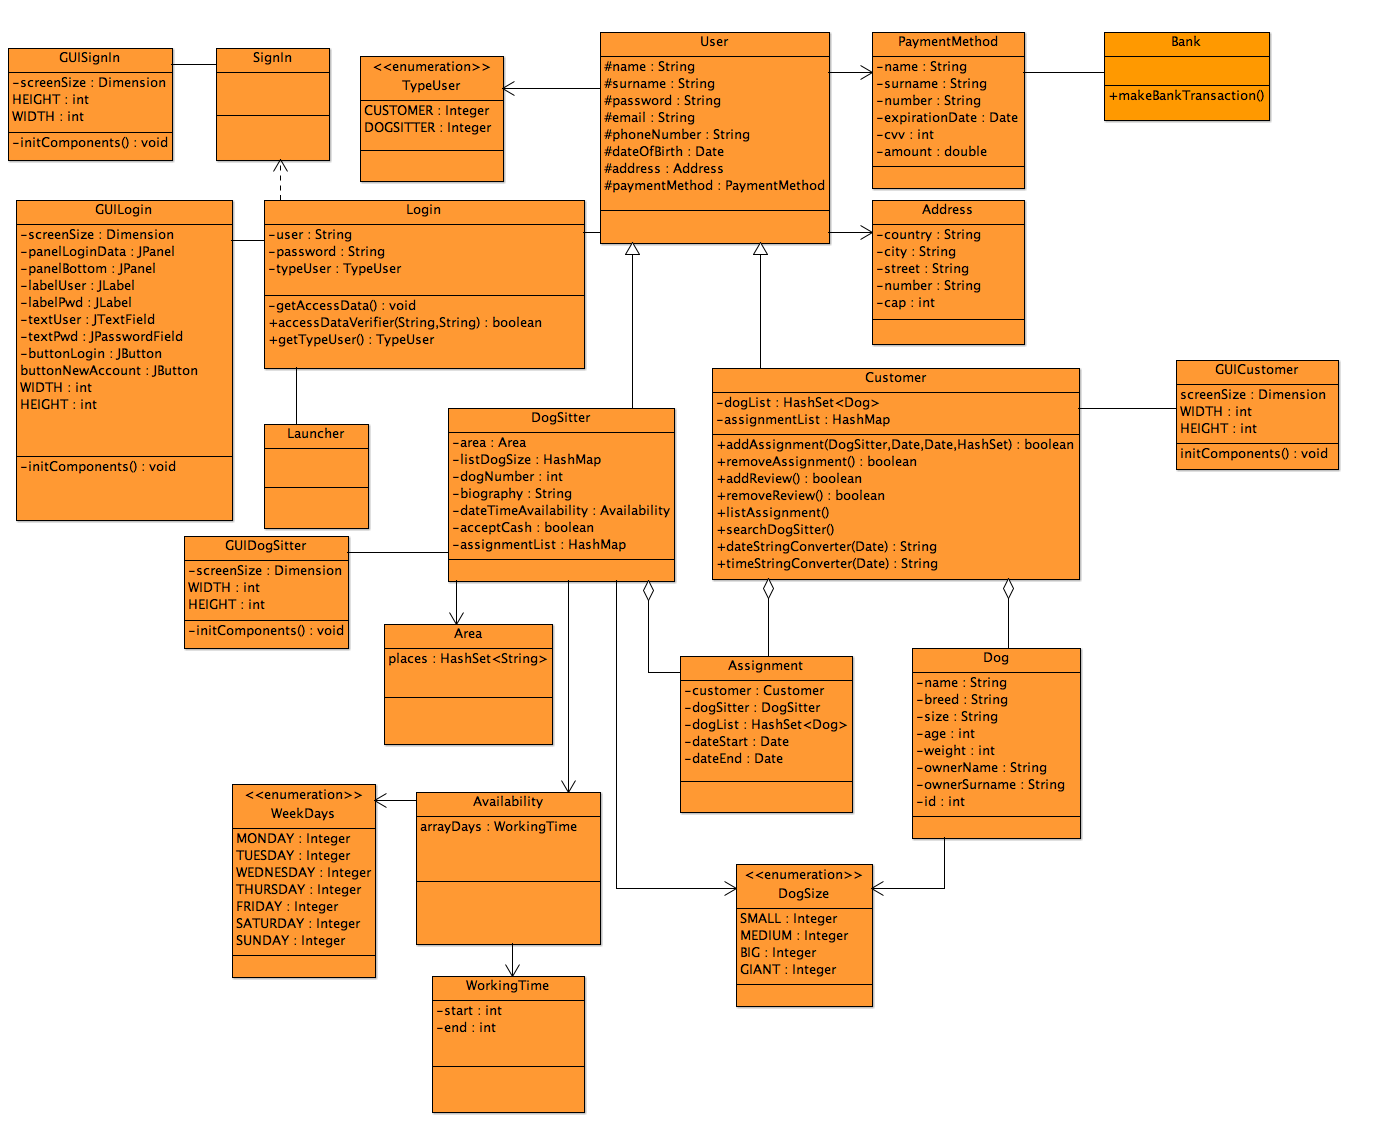 GUISignIn
-screenSize : Dimension
HEIGHT : int
WIDTH : int
-initComponents() : void
SignIn
<<enumeration>>
TypeUser
CUSTOMER : Integer
DOGSITTER : Integer
User
#name : String
#surname : String
#password : String
#email : String
#phoneNumber : String
#dateOfBirth : Date
#address : Address
#paymentMethod : PaymentMethod
PaymentMethod
-name : String
-surname : String
-number : String
-expirationDate : Date
-cvv : int
-amount : double
Bank
+makeBankTransaction()
GUILogin
-screenSize : Dimension
-panelLoginData : JPanel
-panelBottom : JPanel
-labelUser : JLabel
-labelPwd : JLabel
-textUser : JTextField
-textPwd : JPasswordField
-buttonLogin : JButton
buttonNewAccount : JButton
WIDTH : int
HEIGHT : int
-initComponents() : void
Login
-user : String
-password : String
-typeUser : TypeUser
-getAccessData() : void
+accessDataVerifier(String,String) : boolean
+getTypeUser() : TypeUser
Address
-country : String
-city : String
-street : String
-number : String
-cap : int
Launcher
DogSitter
-area : Area
-listDogSize : HashMap
-dogNumber : int
-biography : String
-dateTimeAvailability : Availability
-acceptCash : boolean
-assignmentList : HashMap
Customer
-dogList : HashSet<Dog>
-assignmentList : HashMap
+addAssignment(DogSitter,Date,Date,HashSet) : boolean
+removeAssignment() : boolean
+addReview() : boolean
+removeReview() : boolean
+listAssignment()
+searchDogSitter()
+dateStringConverter(Date) : String
+timeStringConverter(Date) : String
GUICustomer
screenSize : Dimension
WIDTH : int
HEIGHT : int
initComponents() : void
GUIDogSitter
-screenSize : Dimension
WIDTH : int
HEIGHT : int
-initComponents() : void
Area
places : HashSet<String>
Assignment
-customer : Customer
-dogSitter : DogSitter
-dogList : HashSet<Dog>
-dateStart : Date
-dateEnd : Date
Dog
-name : String
-breed : String
-size : String
-age : int
-weight : int
-ownerName : String
-ownerSurname : String
-id : int
<<enumeration>>
WeekDays
MONDAY : Integer
TUESDAY : Integer
WEDNESDAY : Integer
THURSDAY : Integer
FRIDAY : Integer
SATURDAY : Integer
SUNDAY : Integer
Availability
arrayDays : WorkingTime
<<enumeration>>
DogSize
SMALL : Integer
MEDIUM : Integer
BIG : Integer
GIANT : Integer
WorkingTime
-start : int
-end : int